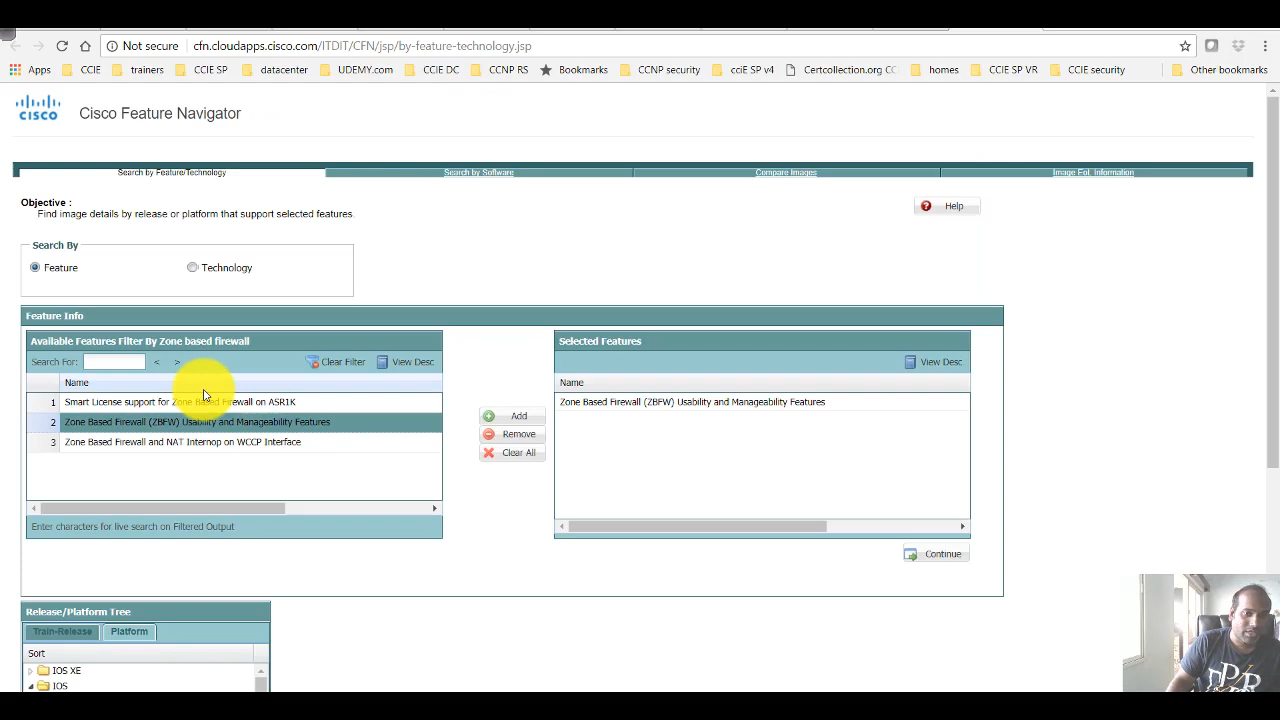 Not secure
cfn.cloudapps.cisco.com/ITDIT/CFN/jsp/by-feature-technology.jsp
Apps
CCIE
trainers
CCIE SP
datacenter
UDEMY.com
CCIE DC
CCNP RS
Bookmarks
CCNP security
cciE SP v4
Certcollection.org CC
homes
CCIE SP VR
CCIE security
Other bookmarks
CISCO
Cisco Feature Navigator
Search by Feature/Technology
Search by Software
Compare Images
Image EoL Information
Objective :
Find image details by release or platform that support selected features.
Help
Search By
Feature
Technology
Feature Info
Available Features Filter By Zone based firewall
Selected Features
Search For:
<
>
Clear Filter
View Desc
View Desc
Name
Name
1 Smart License support for Zone Based Firewall on ASR1K
Zone Based Firewall (ZBFW) Usability and Manageability Features
2 Zone Based Firewall (ZBFW) Usability and Manageability Features
3 Zone Based Firewall and NAT Internop on WCCP Interface
Add
Remove
Clear All
Enter characters for live search on Filtered Output
Continue
Release/Platform Tree
Train-Release
Platform
Sort
IOS XE
IOS